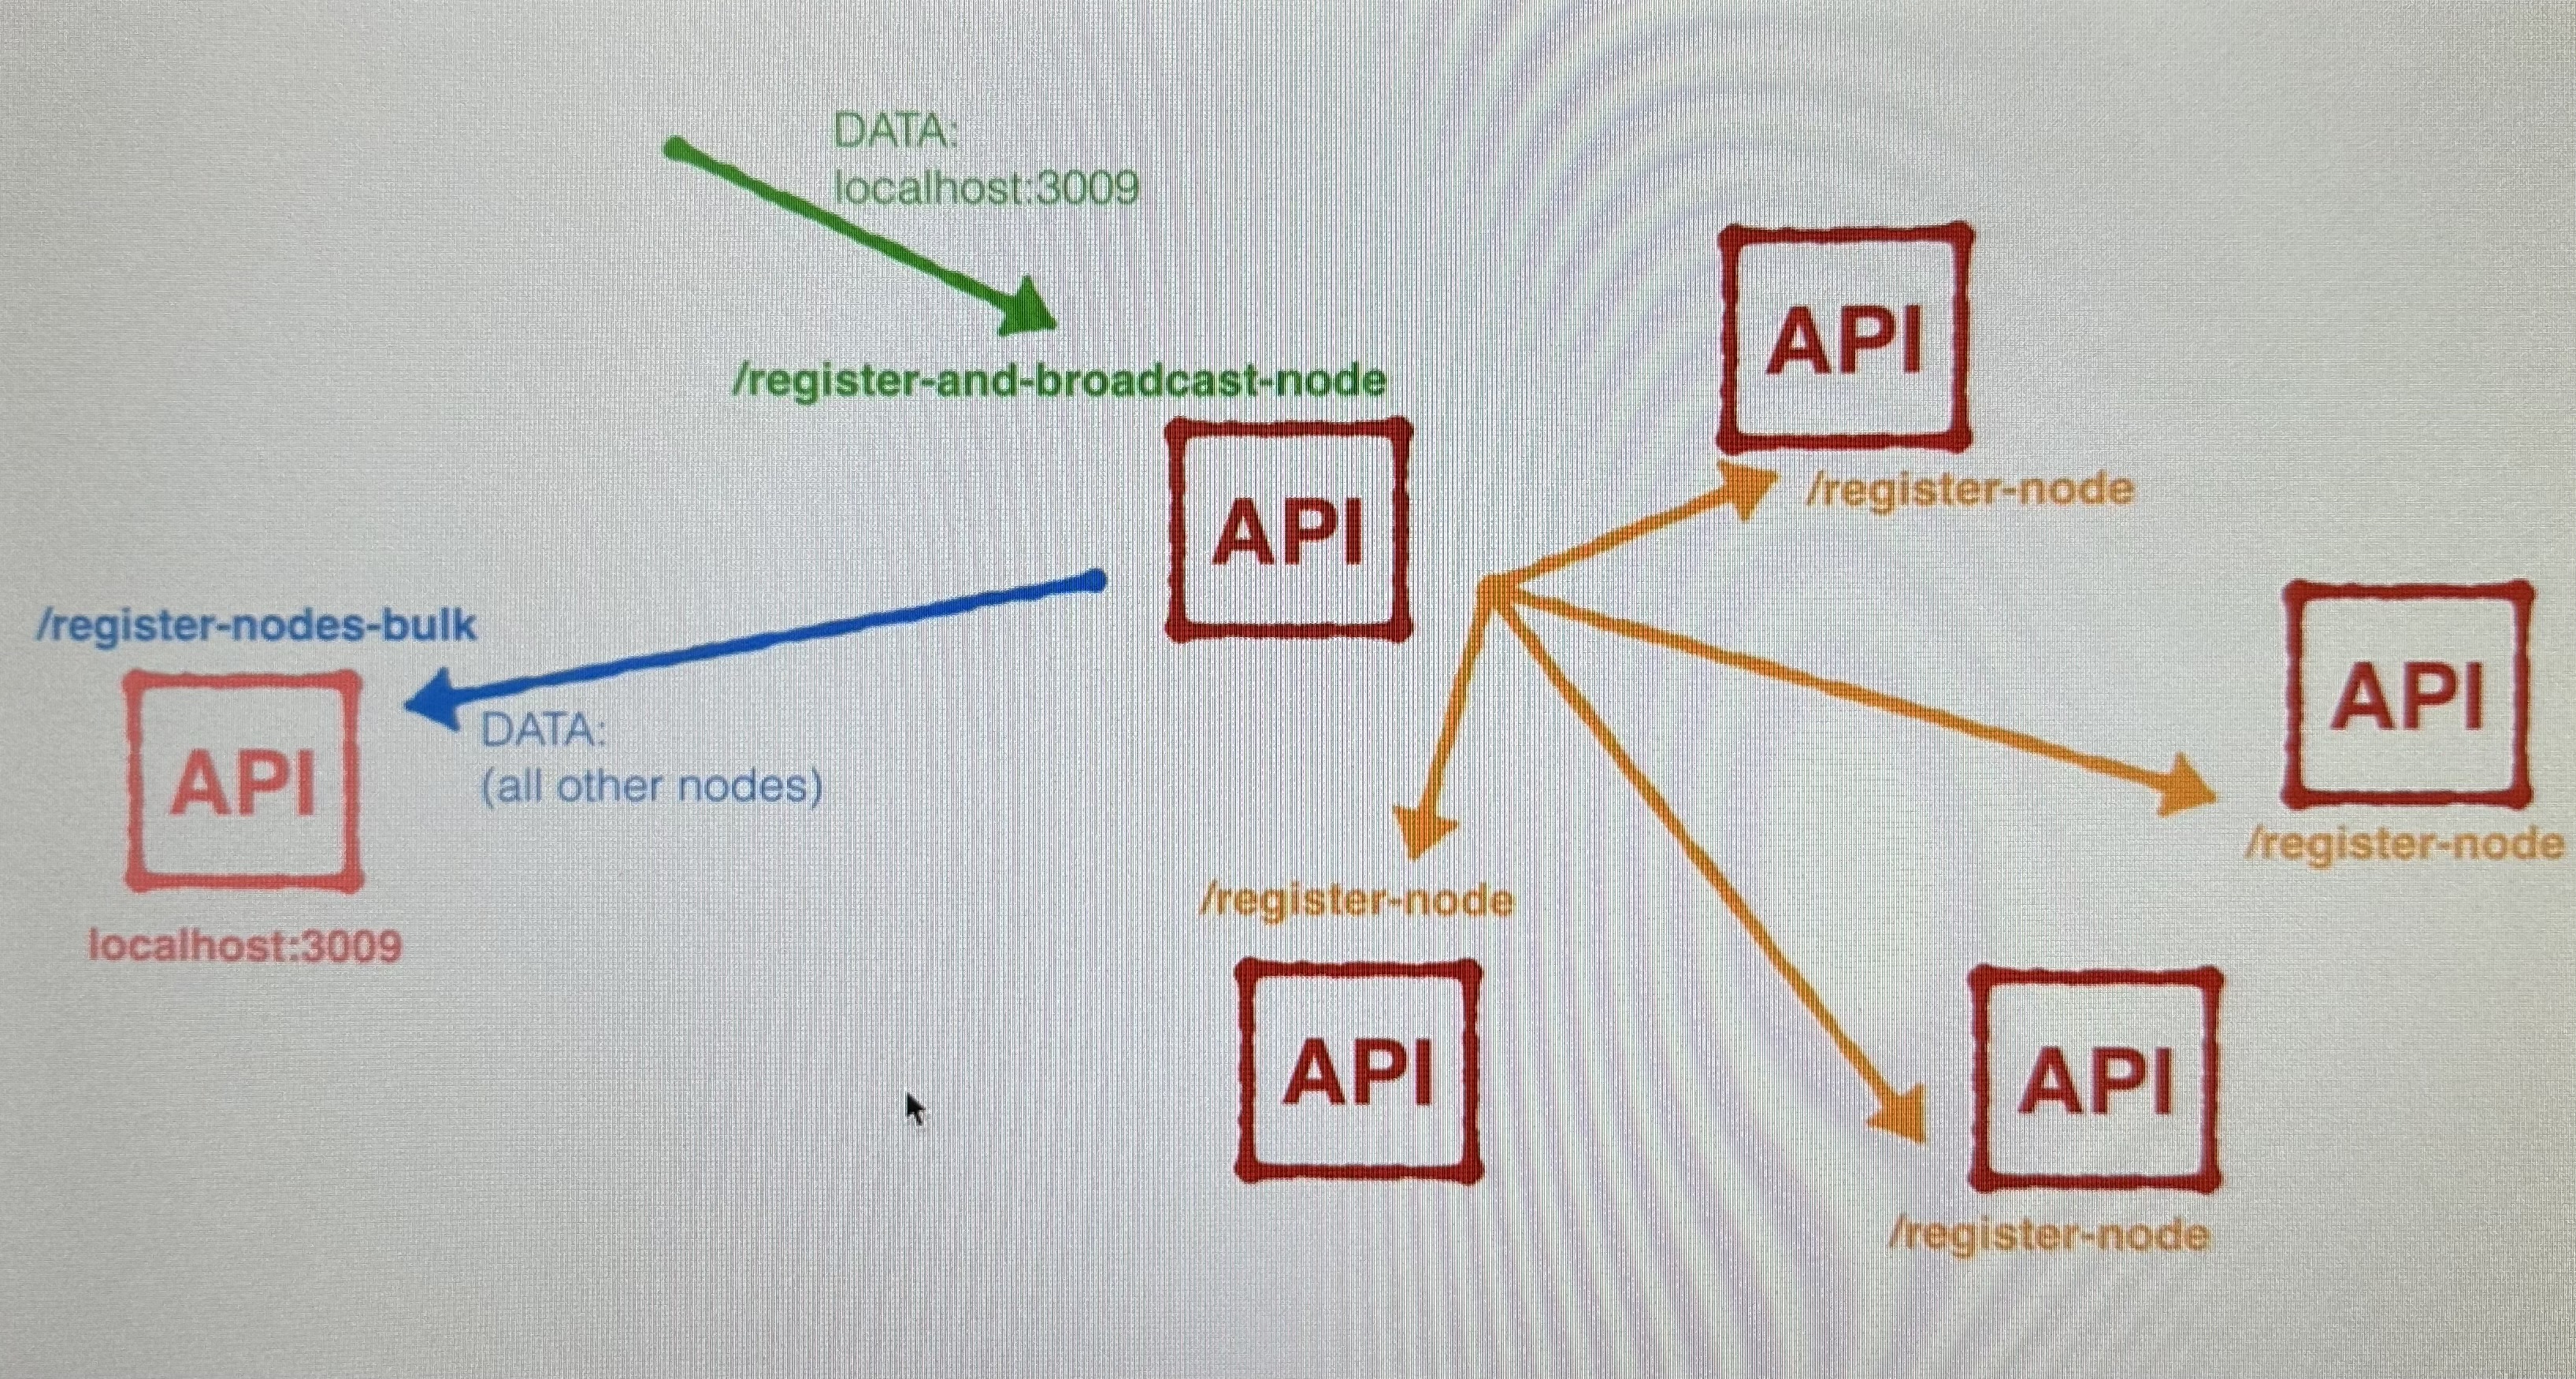 DATA:
localhost:3009
/register-and-broadcast-node
API
/register-node
API
/register-nodes-bulk
API
localhost:3009
DATA:
(all other nodes)
API
/register-node
/register-node
API
API
/register-node